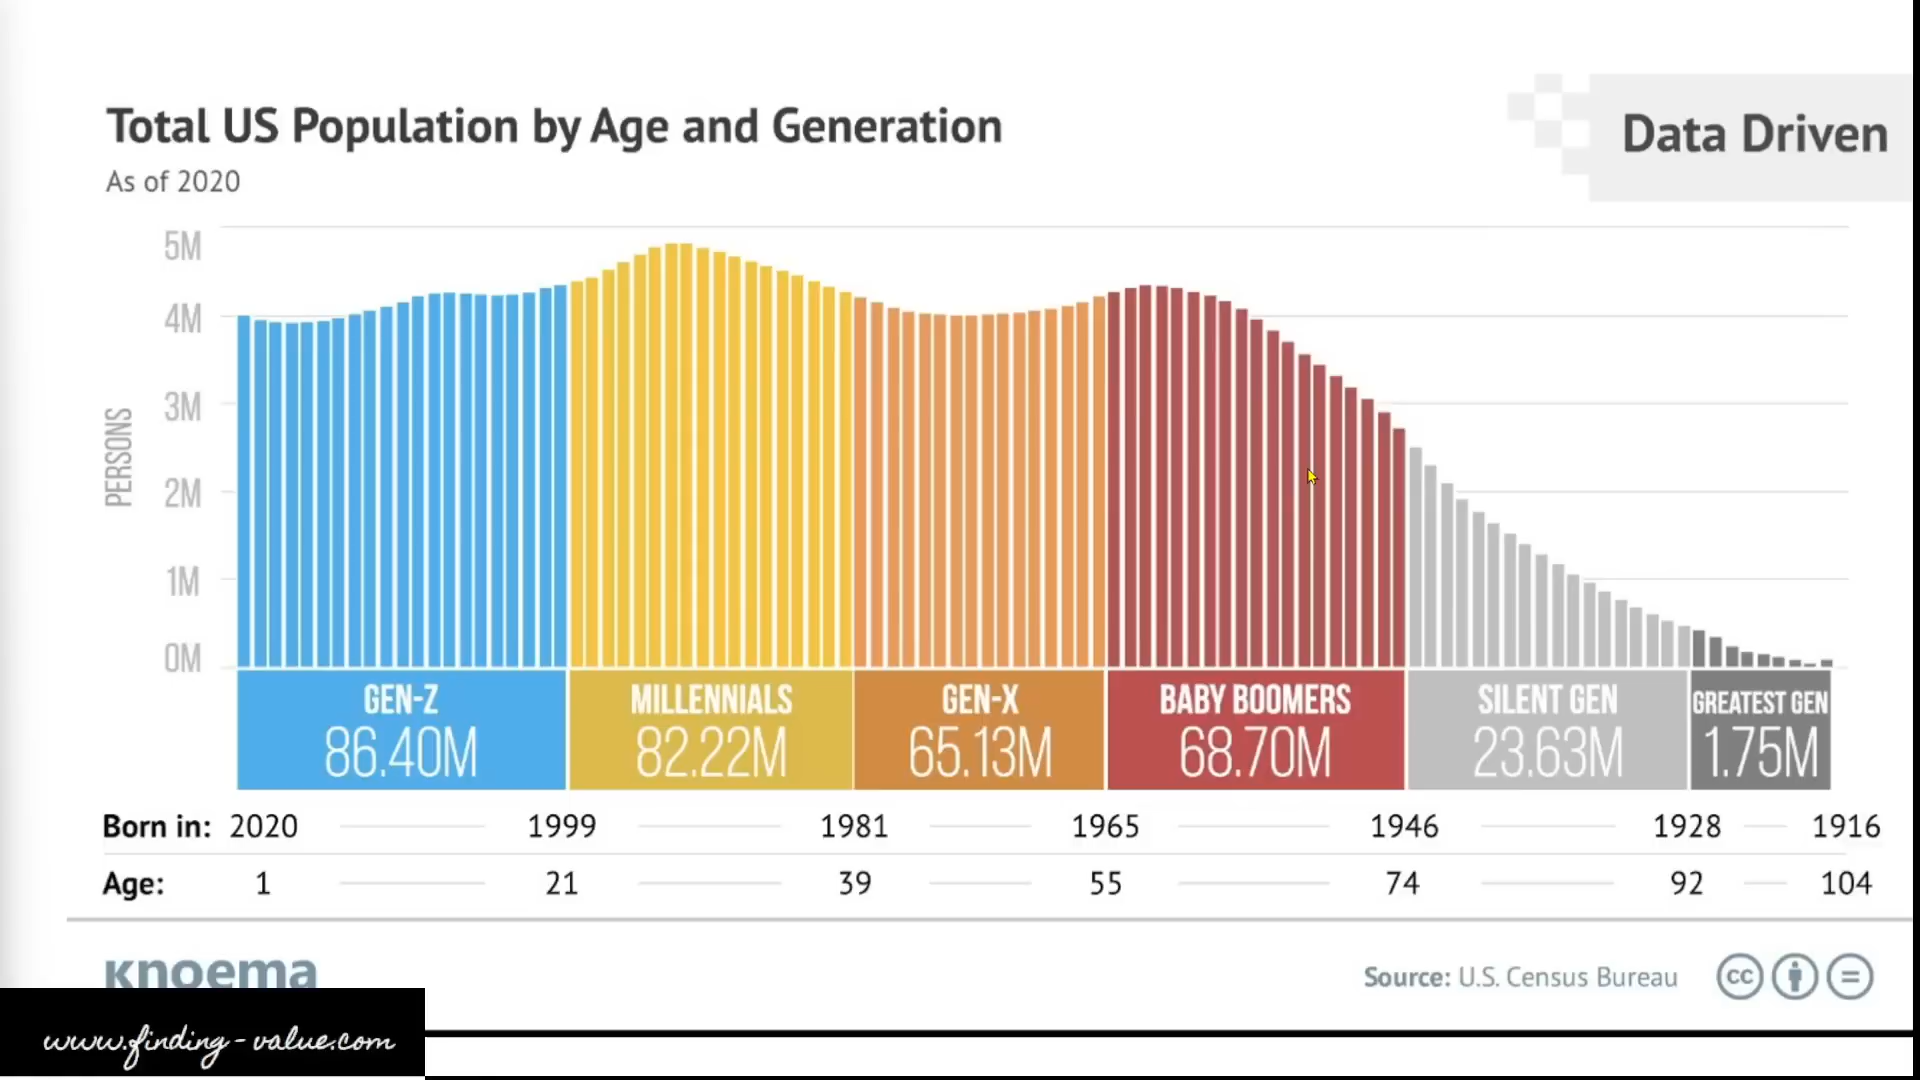 Total US Population by Age and Generation
Data Driven
As of 2020
PERSONS
5M
4M
3M
2M
1M
0M
GEN-Z MILLENNIALS GEN-X BABY BOOMERS SILENT GEN GREATEST GEN
86.40M 82.22M 65.13M 68.70M 23.63M 1.75M
Born in: 2020 1999 1981 1965 1946 1928 1916
Age: 1 21 39 55 74 92 104
knoema
Source: U.S. Census Bureau
cc
www.finding-value.com